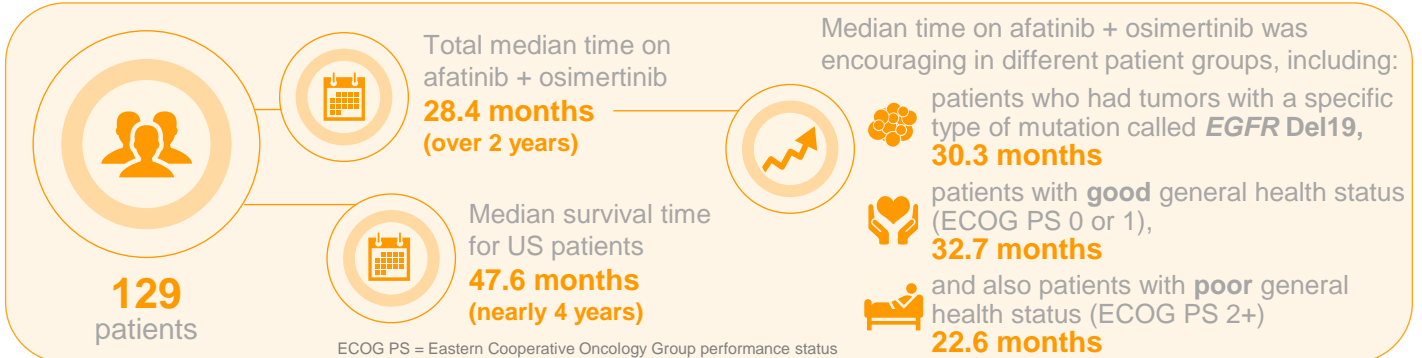 129
patients
Total median time on
afatinib + osimertinib
28.4 months
(over 2 years)
Median survival time
for US patients
47.6 months
(nearly 4 years)
ECOG PS = Eastern Cooperative Oncology Group performance status
Median time on afatinib + osimertinib was
encouraging in different patient groups, including:
patients who had tumors with a specific
type of mutation called EGFR Del19,
30.3 months
patients with good general health status
(ECOG PS 0 or 1),
32.7 months
and also patients with poor general
health status (ECOG PS 2+)
22.6 months